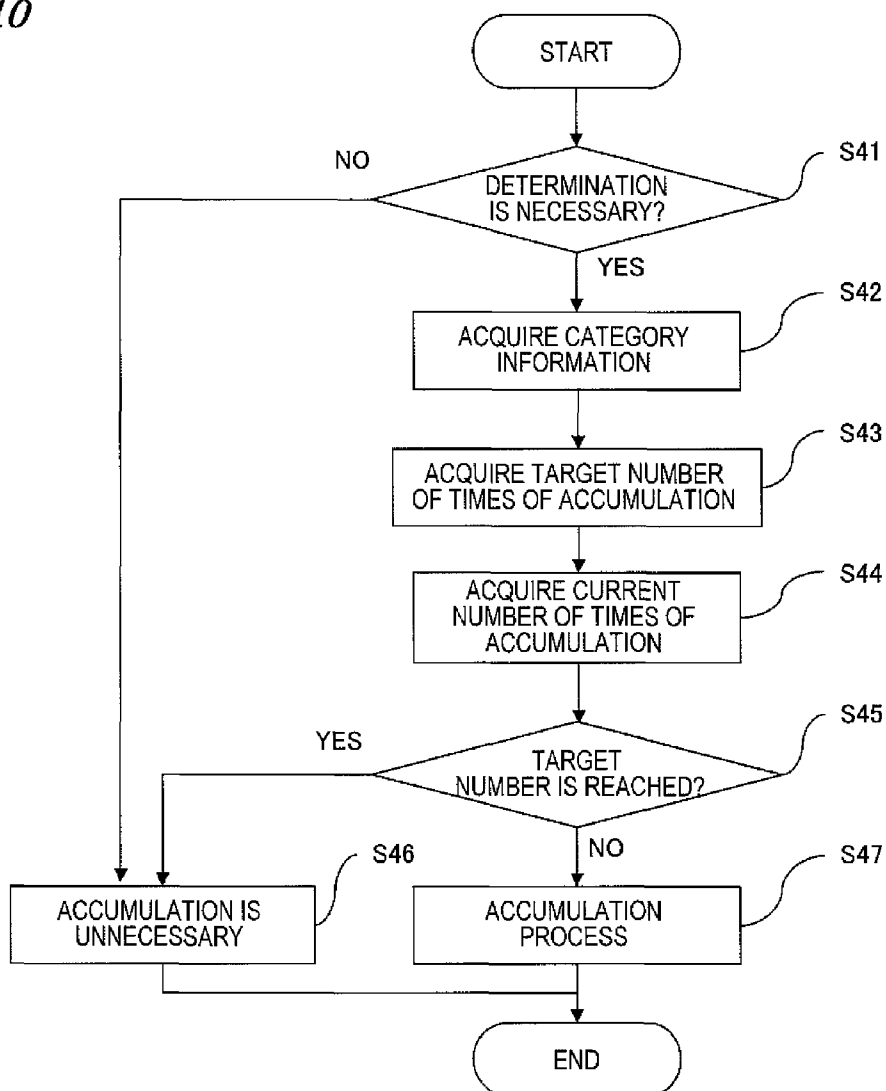 10
START
S41
NO
DETERMINATION
IS NECESSARY?
YES
S42
ACQUIRE CATEGORY
INFORMATION
S43
ACQUIRE TARGET NUMBER
OF TIMES OF ACCUMULATION
S44
ACQUIRE CURRENT
NUMBER OF TIMES OF
ACCUMULATION
S45
YES
TARGET
NUMBER IS REACHED?
NO
S46
S47
ACCUMULATION IS
UNNECESSARY
ACCUMULATION
PROCESS
END